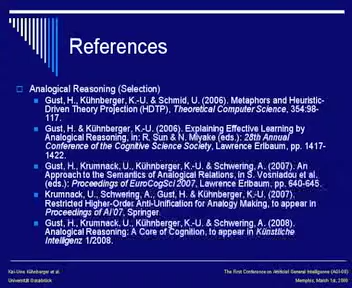 References
Analogical Reasoning (Selection)
Gust, H., Kühnberger, K.-U. & Schmid, U. (2006). Metaphors and Heuristic-
Driven Theory Projection (HDTP), Theoretical Computer Science, 354:98-
117.
Gust, H. & Kühnberger, K.-U. (2006). Explaining Effective Learning by
Analogical Reasoning, in: R. Sun & N. Miyake (eds.): 28th Annual
Conference of the Cognitive Science Society, Lawrence Erlbaum, pp. 1417-
1422.
Gust, H., Krumnack, U., Kühnberger, K.-U. & Schwering, A. (2007). An
Approach to the Semantics of Analogical Relations, in S. Vosniadou et al.
(eds.): Proceedings of EuroCogSci 2007, Lawrence Erlbaum, pp. 640-645.
Krumnack, U., Schwering, A., Gust, H. & Kühnberger, K.-U. (2007).
Restricted Higher-Order Anti-Unification for Analogy Making, to appear in
Proceedings of AI'07, Springer.
Gust, H., Krumnack, U., Kühnberger, K.-U. & Schwering, A. (2008).
Analogical Reasoning: A Core of Cognition, to appear in Künstliche
Intelligenz 1/2008.
Kai-Uwe Kühnberger et al.
The First Conference on Artificial General Intelligence (AGI-08)
Universität Osnabrück
Memphis, March 1st, 2008